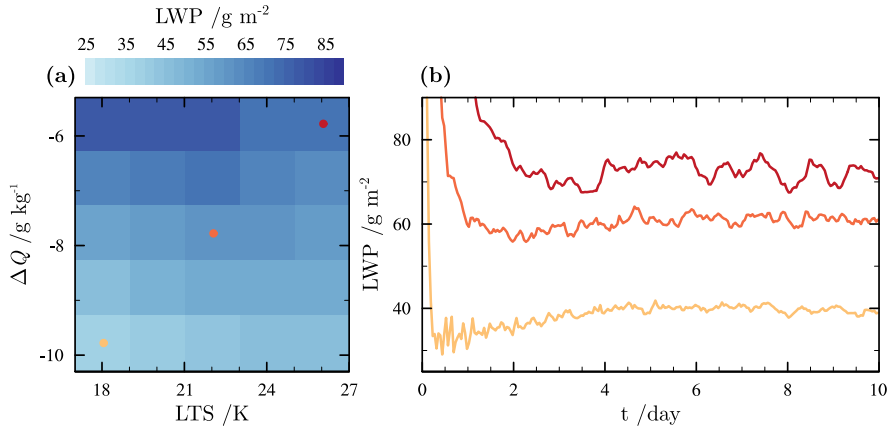 LWP /g m⁻²
25 35 45 55 65 75 85
(a)
ΔQ /g kg⁻¹
-6
-8
-10
18 21 24 27
LTS /K
(b)
LWP /g m⁻²
80
60
40
0 2 4 6 8 10
t /day